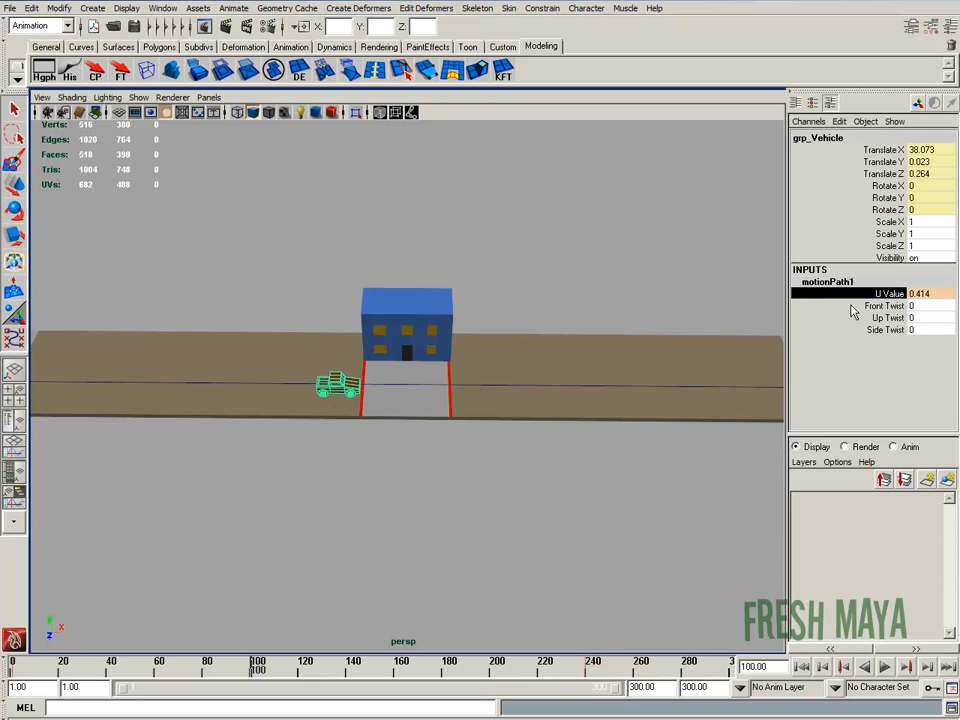 File Edit Modify Create Display Window Assets Animate Geometry Cache Create Deformers Edit Deformers Skeleton Skin Constrain Character Muscle Help
Animation X: Y: Z:
General Curves Surfaces Polygons Subdivs Deformation Animation Dynamics Rendering PaintEffects Toon Custom Modeling
Hgph His CP FT DE KFT
View Shading Lighting Show Renderer Panels
Channels Edit Object Show
Verts: 516 380 0
Edges: 1020 764 0
Faces: 518 390 0
Tris: 1004 748 0
UVs: 682 488 0
grp_Vehicle
Translate X 38.073
Translate Y 0.023
Translate Z 0.264
Rotate X 0
Rotate Y 0
Rotate Z 0
Scale X 1
Scale Y 1
Scale Z 1
Visibility on
INPUTS
motionPath1
U Value 0.414
Front Twist 0
Up Twist 0
Side Twist 0
Display Render Anim
Layers Options Help
y
x
z
persp
FRESH MAYA
0 20 40 60 80 100 120 140 160 180 200 220 240 260 280 3
100
100.00
1.00 1.00 300 300.00 300.00 No Anim Layer No Character Set
MEL